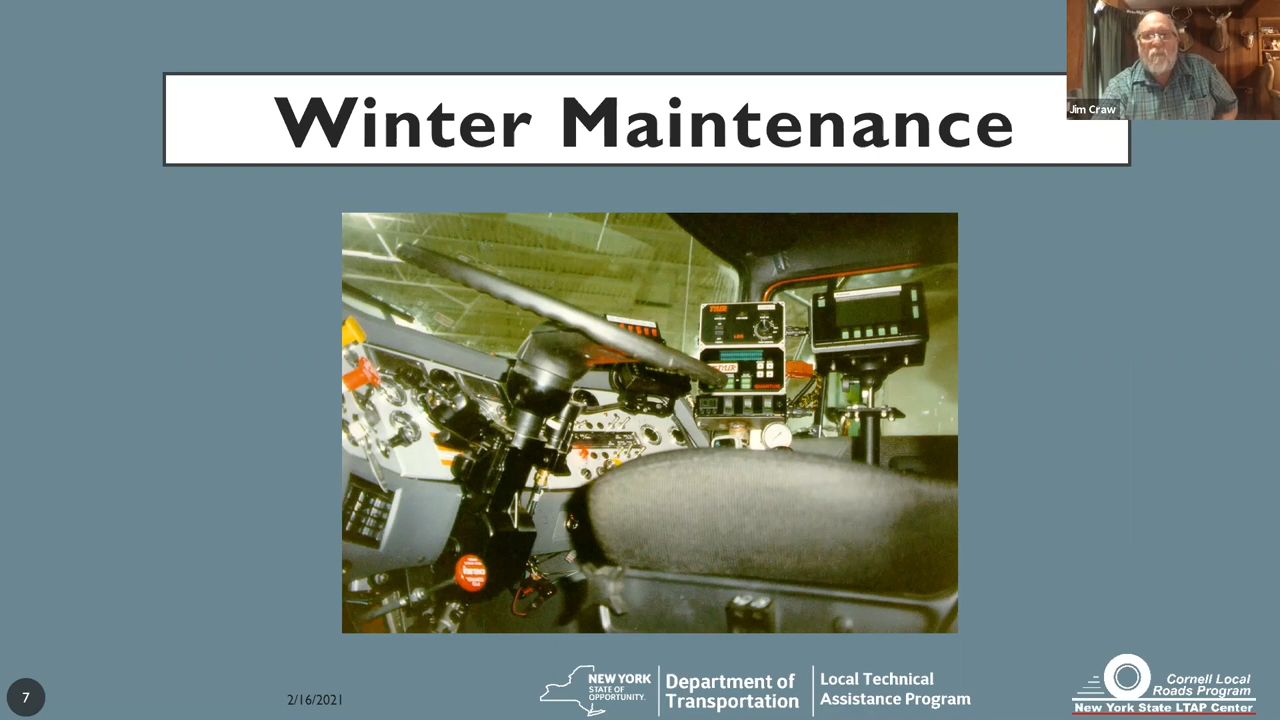 Winter Maintenance
Jim Craw
7
2/16/2021
NEW YORK
STATE OF
OPPORTUNITY.
Department of
Transportation
Local Technical
Assistance Program
Cornell Local
Roads Program
New York State LTAP Center